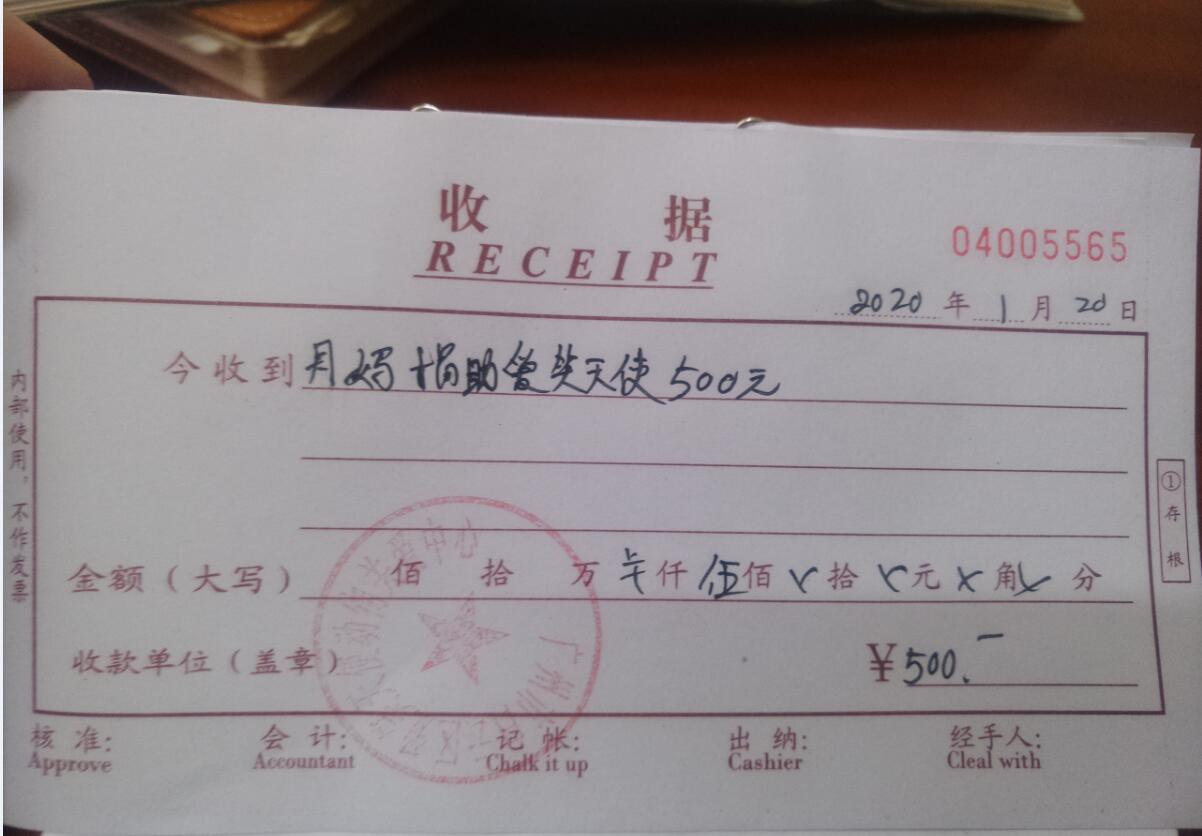 收 据
RECEIPT
04005565
2020 年 1 月 20 日
今收到 月妈捐助爱笑天使500元
金额（大写） 佰 拾 万 仟 伍佰 拾 元 角 分
收款单位（盖章） ¥500.—
核 准: 会 计: 记 帐: 出 纳: 经手人:
Approve Accountant Chalk it up Cashier Cleal with
内部使用，不作发票
①存根